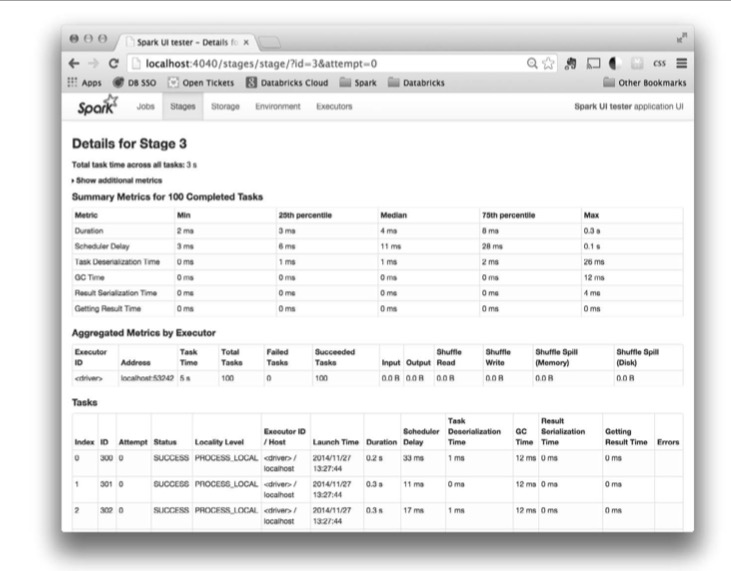 Spark UI tester – Details fo ×
localhost:4040/stages/stage/?id=3&attempt=0
css
Apps DB SSO Open Tickets Databricks Cloud Spark Databricks Other Bookmarks
Spark Jobs Stages Storage Environment Executors Spark UI tester application UI
Details for Stage 3
Total task time across all tasks: 3 s
Show additional metrics
Summary Metrics for 100 Completed Tasks
Metric Min 25th percentile Median 75th percentile Max
Duration 2 ms 3 ms 4 ms 8 ms 0.3 s
Scheduler Delay 3 ms 6 ms 11 ms 28 ms 0.1 s
Task Deserialization Time 0 ms 1 ms 1 ms 2 ms 26 ms
GC Time 0 ms 0 ms 0 ms 0 ms 12 ms
Result Serialization Time 0 ms 0 ms 0 ms 0 ms 4 ms
Getting Result Time 0 ms 0 ms 0 ms 0 ms 0 ms
Aggregated Metrics by Executor
Executor ID Address Task Time Total Tasks Failed Tasks Succeeded Tasks Input Output Shuffle Read Shuffle Write Shuffle Spill (Memory) Shuffle Spill (Disk)
<driver> localhost:53242 5 s 100 0 100 0.0 B 0.0 B 0.0 B 0.0 B 0.0 B 0.0 B
Tasks
Index ID Attempt Status Locality Level Executor ID / Host Launch Time Duration Scheduler Delay Task Deserialization Time GC Time Result Serialization Time Getting Result Time Errors
0 300 0 SUCCESS PROCESS_LOCAL <driver> / localhost 2014/11/27 13:27:44 0.2 s 33 ms 1 ms 12 ms 0 ms 0 ms
1 301 0 SUCCESS PROCESS_LOCAL <driver> / localhost 2014/11/27 13:27:44 0.3 s 11 ms 0 ms 12 ms 0 ms 0 ms
2 302 0 SUCCESS PROCESS_LOCAL <driver> / localhost 2014/11/27 13:27:44 0.3 s 17 ms 1 ms 12 ms 0 ms 0 ms